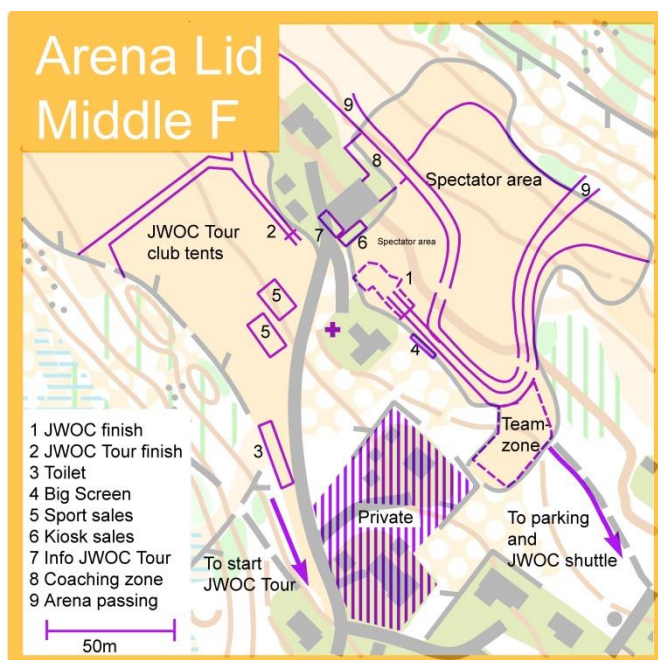 Arena Lid
Middle F
9
8
Spectator area
9
JWOC Tour
club tents
2
7
6
Spectator area
1
5
5
4
3
Team-
zone
Private
To parking
and
JWOC shuttle
To start
JWOC Tour
1 JWOC finish
2 JWOC Tour finish
3 Toilet
4 Big Screen
5 Sport sales
6 Kiosk sales
7 Info JWOC Tour
8 Coaching zone
9 Arena passing
50m